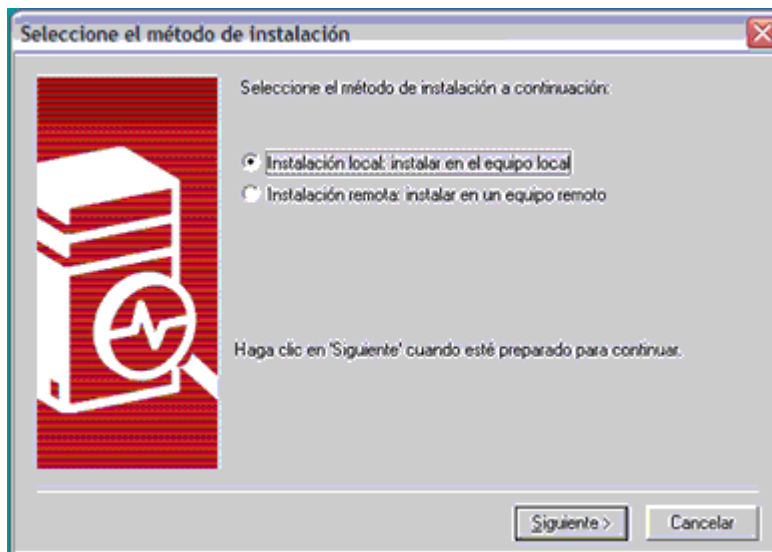 Seleccione el método de instalación
Seleccione el método de instalación a continuación:
Instalación local: instalar en el equipo local
Instalación remota: instalar en un equipo remoto
Haga clic en 'Siguiente' cuando esté preparado para continuar.
Siguiente >
Cancelar